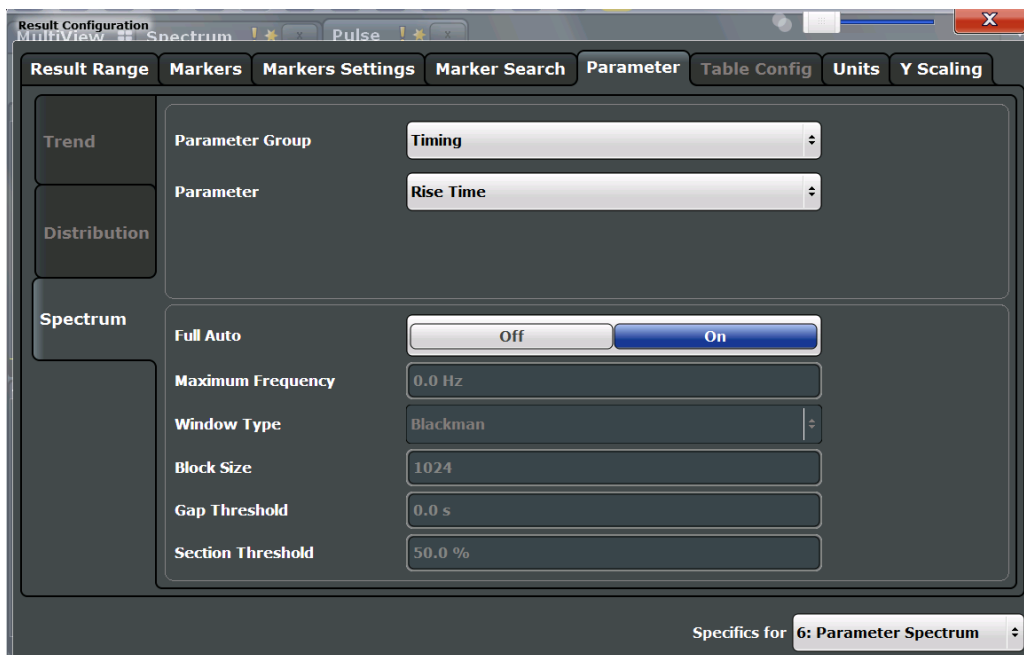 Result Configuration
MultiView Spectrum ! x Pulse ! x
X
Result Range Markers Markers Settings Marker Search Parameter Table Config Units Y Scaling
Trend
Distribution
Spectrum
Parameter Group Timing
Parameter Rise Time
Full Auto Off On
Maximum Frequency 0.0 Hz
Window Type Blackman
Block Size 1024
Gap Threshold 0.0 s
Section Threshold 50.0 %
Specifics for 6: Parameter Spectrum